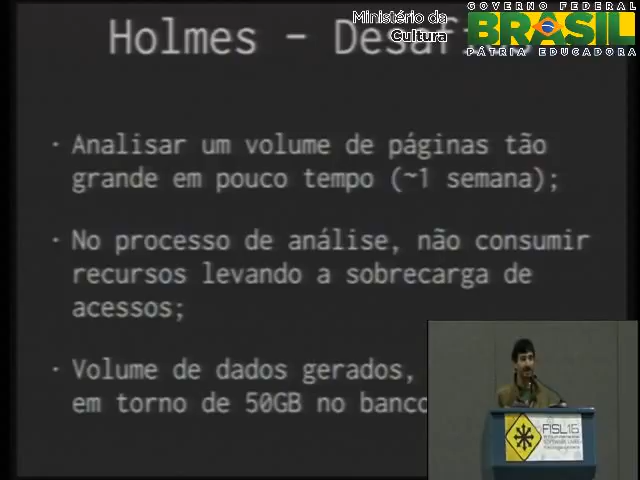 Holmes - Desafios
Ministério da
Cultura
GOVERNO FEDERAL
BRASIL
PÁTRIA EDUCADORA
· Analisar um volume de páginas tão
grande em pouco tempo (~1 semana);
· No processo de análise, não consumir
recursos levando a sobrecarga de
acessos;
· Volume de dados gerados,
em torno de 50GB no banco
FISL16